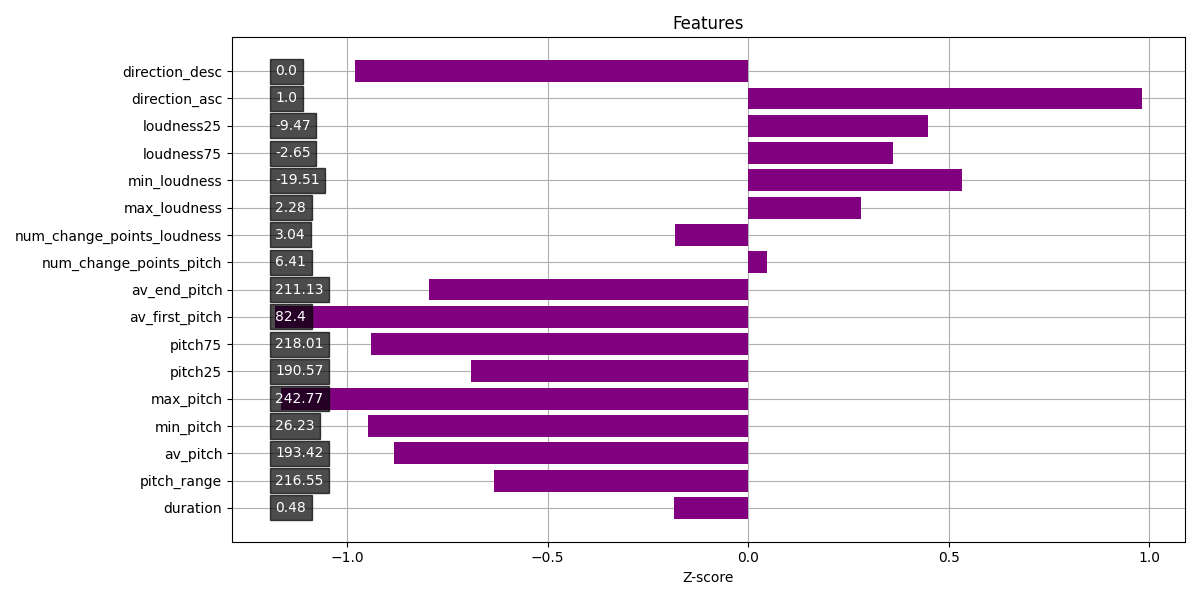 Features
direction_desc 0.0
direction_asc 1.0
loudness25 -9.47
loudness75 -2.65
min_loudness -19.51
max_loudness 2.28
num_change_points_loudness 3.04
num_change_points_pitch 6.41
av_end_pitch 211.13
av_first_pitch 82.4
pitch75 218.01
pitch25 190.57
max_pitch 242.77
min_pitch 26.23
av_pitch 193.42
pitch_range 216.55
duration 0.48
−1.0 −0.5 0.0 0.5 1.0
Z-score